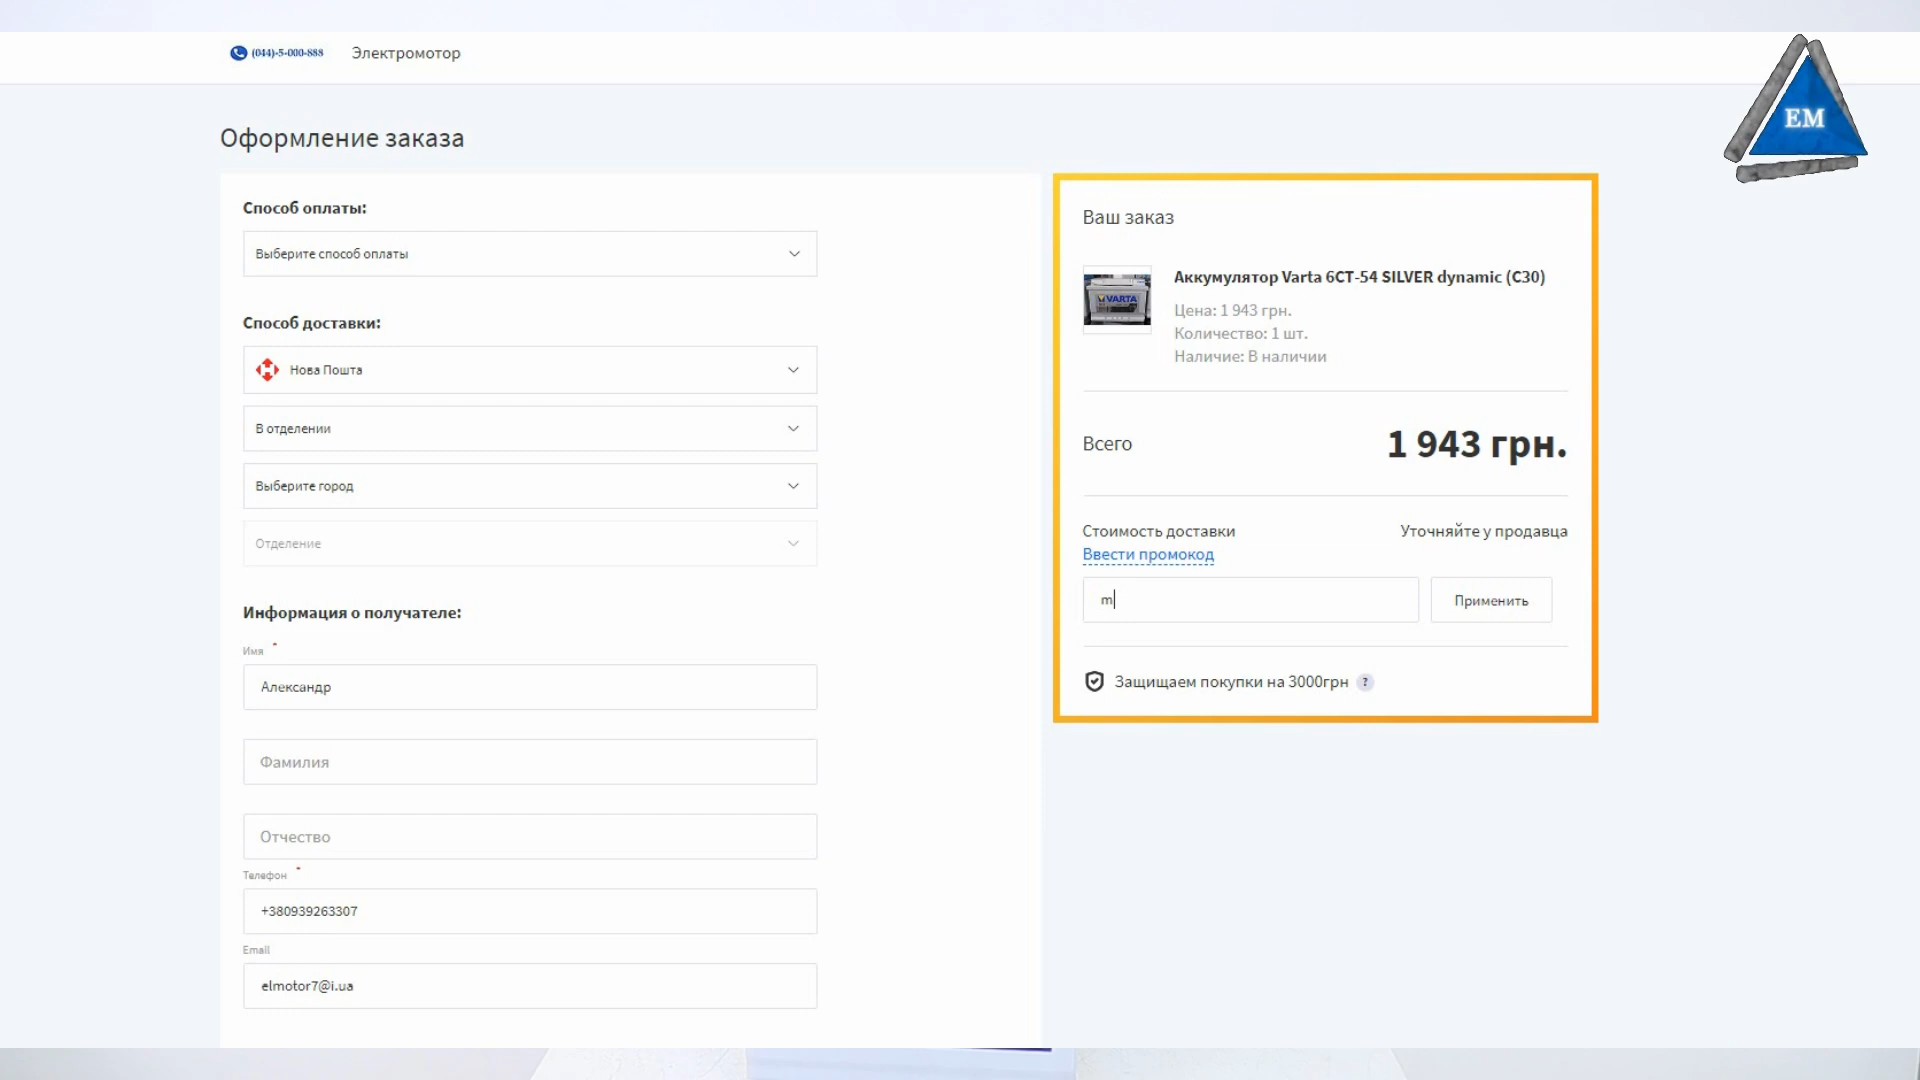 (044)-5-000-888 Электромотор
EM
Оформление заказа
Способ оплаты:
Выберите способ оплаты
Способ доставки:
Нова Пошта
В отделении
Выберите город
Отделение
Информация о получателе:
Имя *
Александр
Фамилия
Отчество
Телефон *
+380939263307
Email
elmotor7@i.ua
Ваш заказ
VARTA
Аккумулятор Varta 6СТ-54 SILVER dynamic (C30)
Цена: 1 943 грн.
Количество: 1 шт.
Наличие: В наличии
Всего 1 943 грн.
Стоимость доставки Уточняйте у продавца
Ввести промокод
m Применить
Защищаем покупки на 3000грн ?